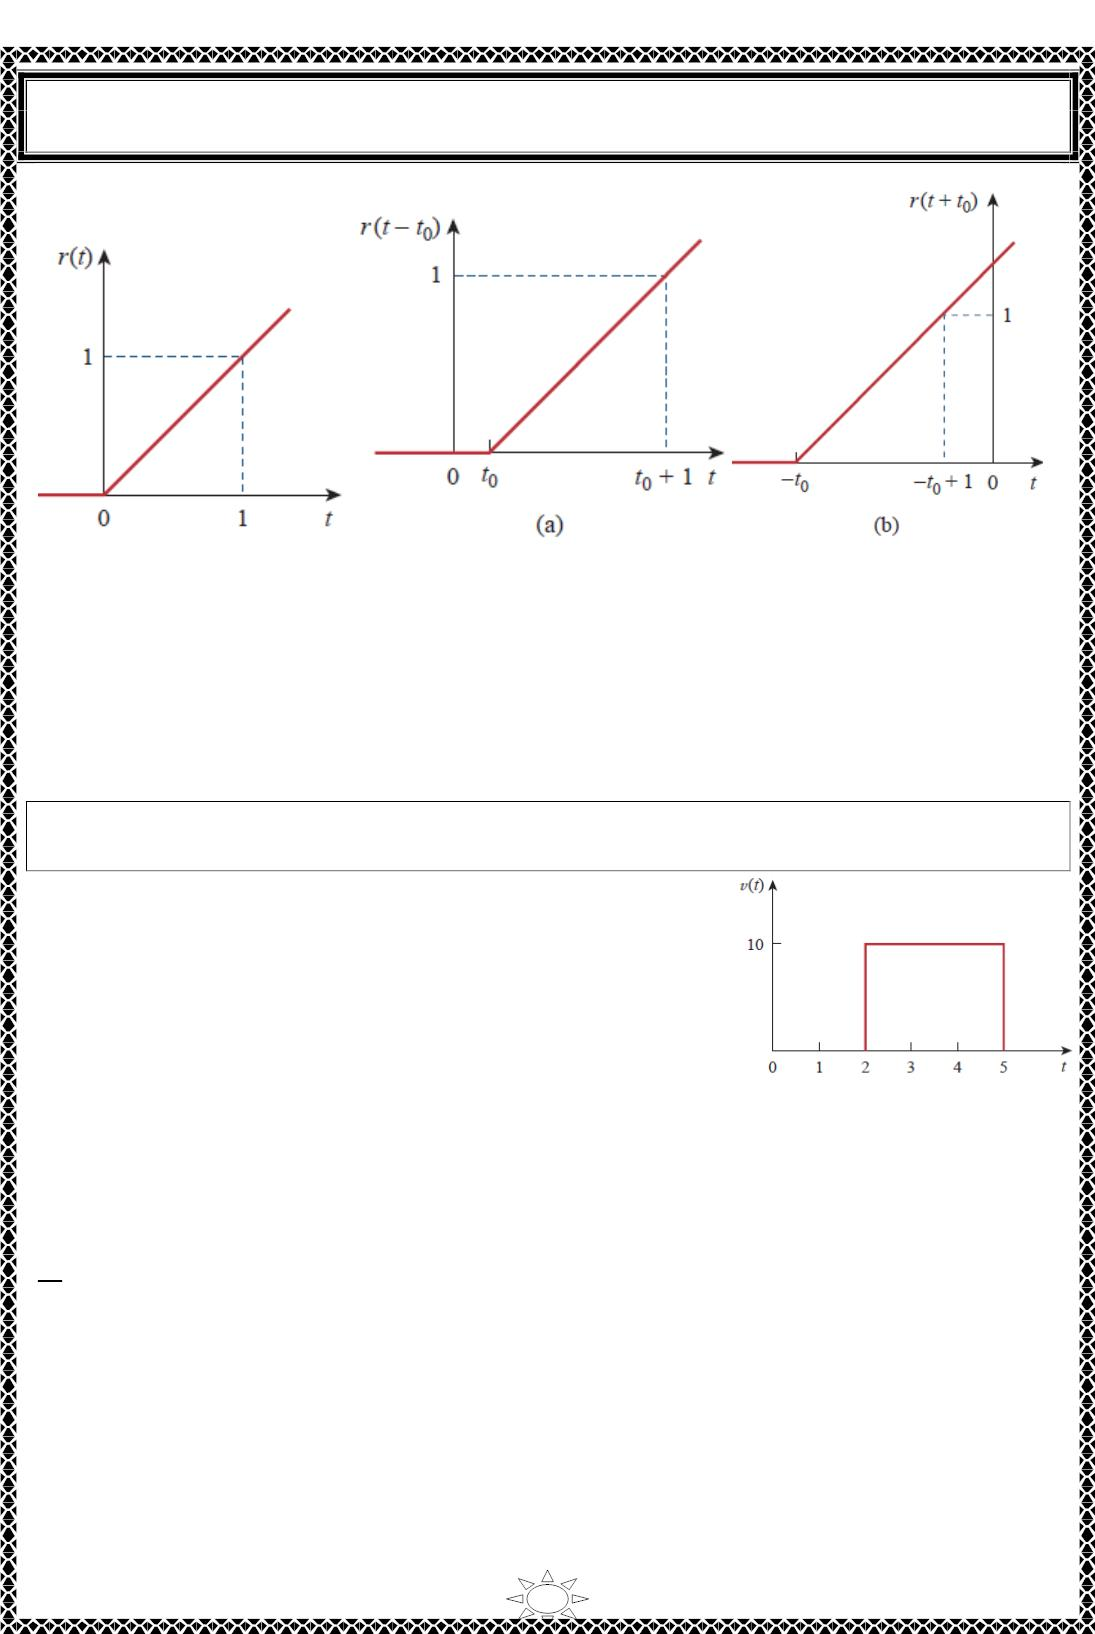 r(t)
1
0 1 t
r(t − t₀)
1
0 t₀ t₀ + 1 t
(a)
r(t + t₀)
1
−t₀ −t₀ + 1 0 t
(b)
v(t)
10
0 1 2 3 4 5 t